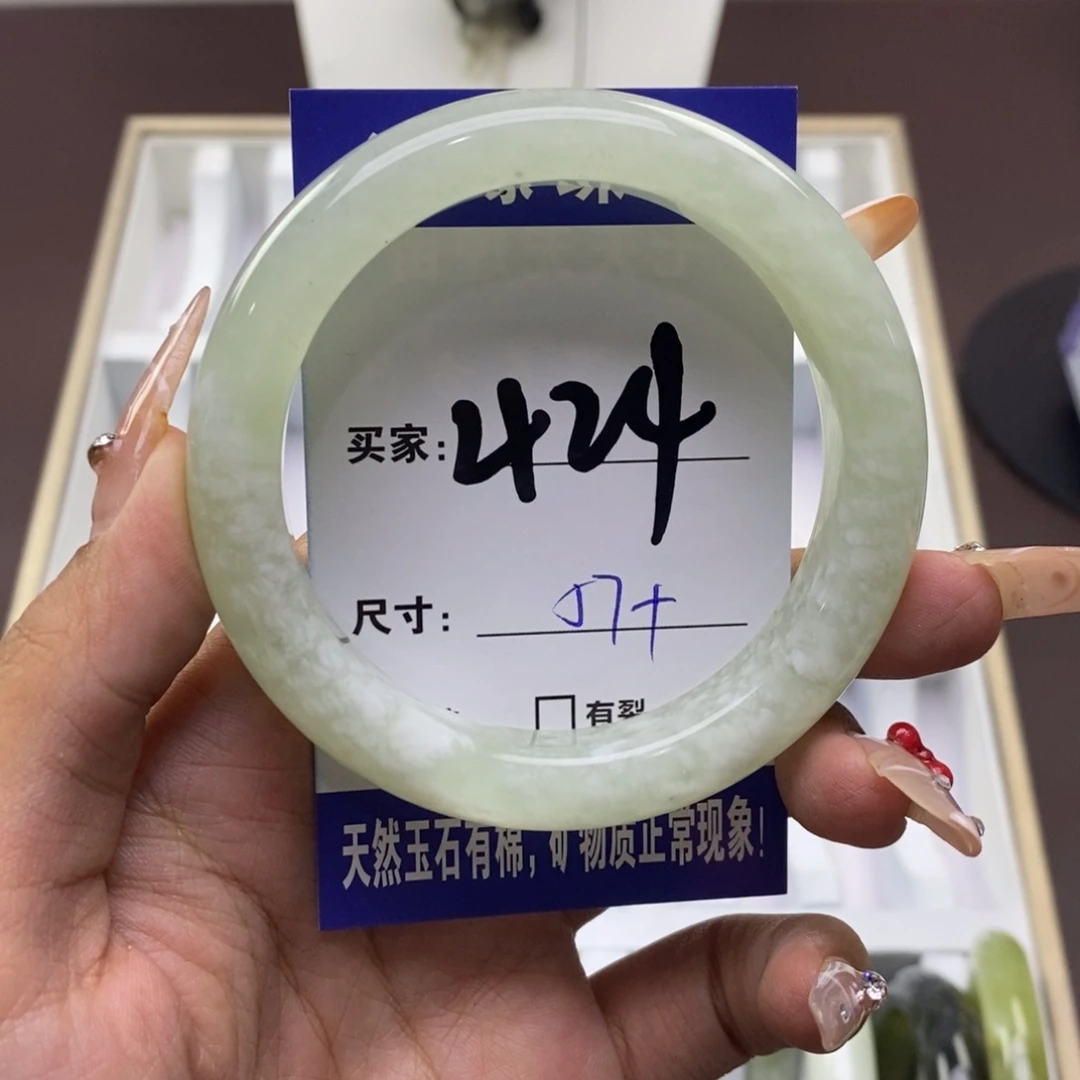 买家: 424
尺寸: 57+
□ 有裂
天然玉石有棉, 矿物质正常现象!